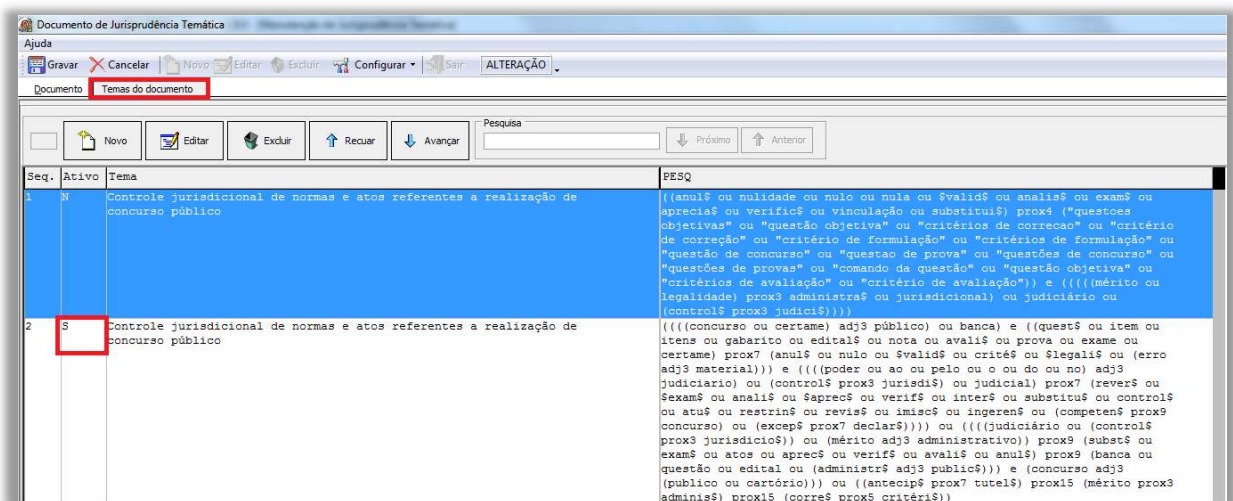 Documento de Jurisprudência Temática
Ajuda
Gravar Cancelar Novo Editar Excluir Configurar Sair ALTERAÇÃO
Documento Temas do documento
Novo Editar Excluir Recuar Avançar Pesquisa Próximo Anterior
Seq. Ativo Tema PESQ
1 N Controle jurisdicional de normas e atos referentes a realização de
concurso público
((anul$ ou nulidade ou nulo ou nula ou $valid$ ou analis$ ou exam$ ou
aprecia$ ou verific$ ou vinculação ou substitui$) prox4 ("questoes
objetivas" ou "questão objetiva" ou "critérios de correcao" ou "critério
de correção" ou "critério de formulação" ou "critérios de formulação" ou
"questão de concurso" ou "questao de prova" ou "questões de concurso" ou
"questões de provas" ou "comando da questão" ou "questão objetiva" ou
"critérios de avaliação" ou "critério de avaliação")) e (((((mérito ou
legalidade) prox3 administra$ ou jurisdicional) ou judiciário ou
(control$ prox3 judici$))))
2 S Controle jurisdicional de normas e atos referentes a realização de
concurso público
((((concurso ou certame) adj3 público) ou banca) e ((quest$ ou item ou
itens ou gabarito ou edital$ ou nota ou avali$ ou prova ou exame ou
certame) prox7 (anul$ ou nulo ou $valid$ ou crité$ ou $legali$ ou (erro
adj3 material))) e ((((poder ou ao ou pelo ou o ou do ou no) adj3
judiciario) ou (control$ prox3 jurisdi$) ou judicial) prox7 (rever$ ou
$exam$ ou anali$ ou $aprec$ ou verif$ ou inter$ ou substitu$ ou control$
ou atu$ ou restrin$ ou revis$ ou imisc$ ou ingeren$ ou (competen$ prox9
concurso) ou (excep$ prox7 declar$)))) ou ((((judiciário ou (control$
prox3 jurisdicio$)) ou (mérito adj3 administrativo)) prox9 (subst$ ou
exam$ ou atos ou aprec$ ou verif$ ou avali$ ou anul$) prox9 (banca ou
questão ou edital ou (administr$ adj3 public$))) e (concurso adj3
(publico ou cartório))) ou ((antecip$ prox7 tutel$) prox15 (mérito prox3
adminis$) prox15 (corre$ prox5 critéri$))